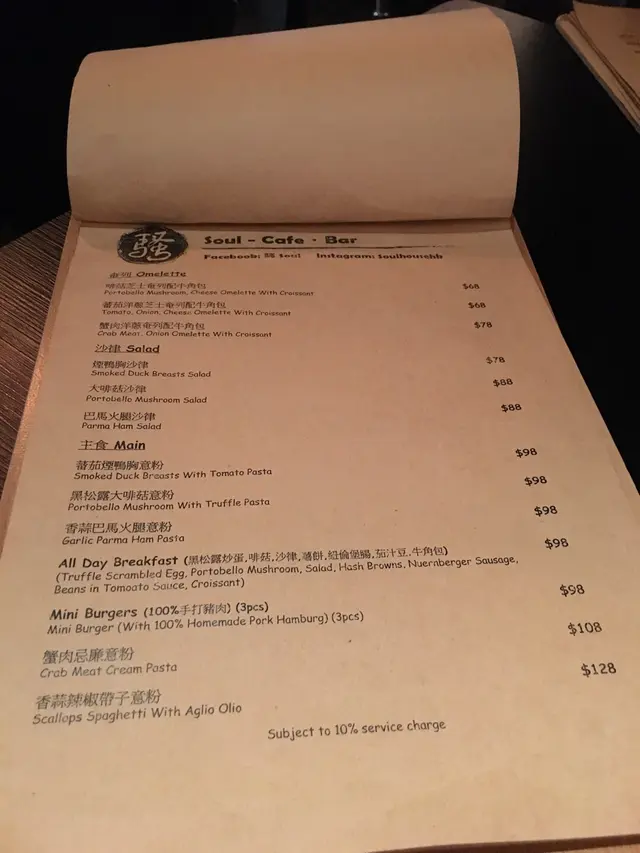 騷
Soul - Cafe · Bar
Facebook: 騷 Soul Instagram: Soulhousehb
奄列 Omelette
啡菇芝士奄列配牛角包
Portobello Mushroom, Cheese Omelette With Croissant $68
蕃茄洋蔥芝士奄列配牛角包
Tomato, Onion, Cheese Omelette With Croissant $68
蟹肉洋蔥奄列配牛角包
Crab Meat, Onion Omelette With Croissant $78
沙律 Salad
煙鴨胸沙律 $78
Smoked Duck Breasts Salad
大啡菇沙律 $88
Portobello Mushroom Salad
巴馬火腿沙律 $88
Parma Ham Salad
主食 Main
蕃茄煙鴨胸意粉 $98
Smoked Duck Breasts With Tomato Pasta
黑松露大啡菇意粉 $98
Portobello Mushroom With Truffle Pasta
香蒜巴馬火腿意粉 $98
Garlic Parma Ham Pasta
All Day Breakfast (黑松露炒蛋,啡菇,沙律,薯餅,紐倫堡腸,茄汁豆,牛角包) $98
(Truffle Scrambled Egg, Portobello Mushroom, Salad, Hash Browns, Nuernberger Sausage,
Beans in Tomoato Sauce, Croissant)
Mini Burgers (100%手打豬肉) (3pcs) $98
Mini Burger (With 100% Homemade Pork Hamburg) (3pcs)
蟹肉忌廉意粉 $108
Crab Meat Cream Pasta
香蒜辣椒帶子意粉 $128
Scallops Spaghetti With Aglio Olio
Subject to 10% service charge